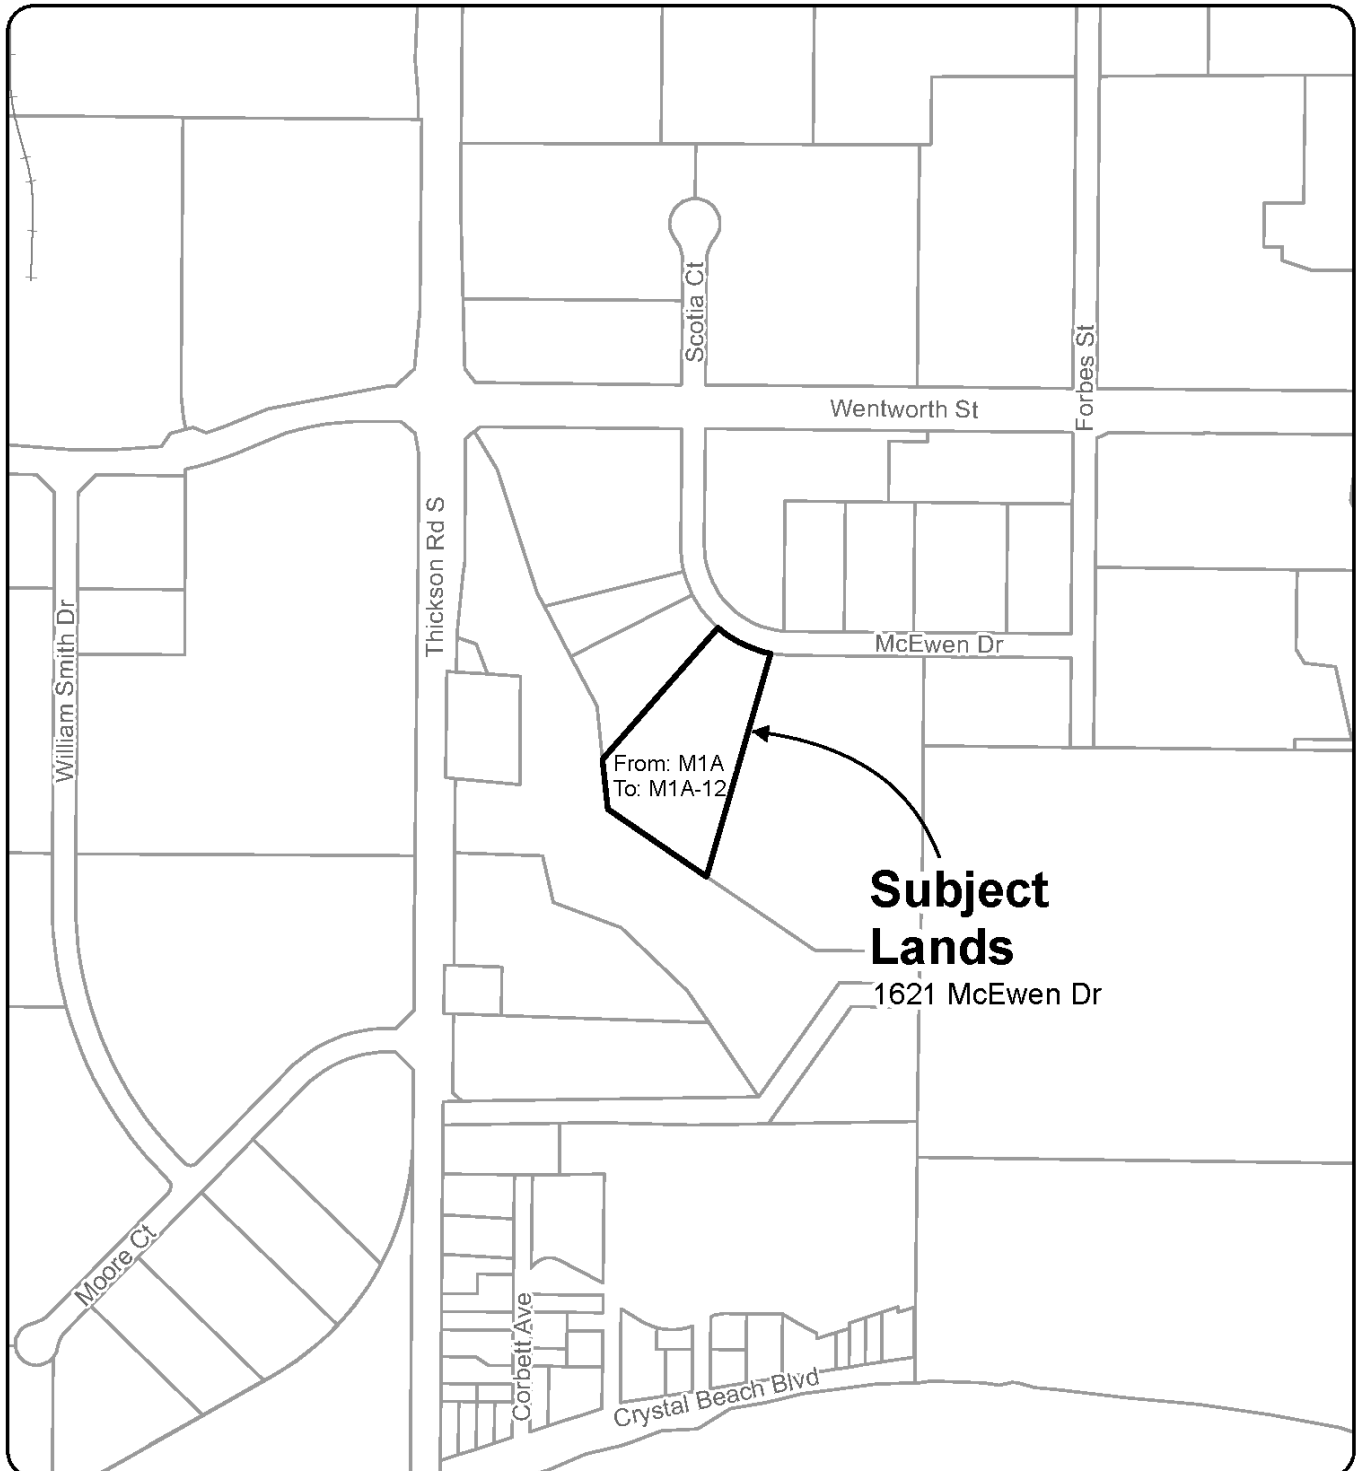 Scotia Ct
Forbes St
Wentworth St
Thickson Rd S
William Smith Dr
McEwen Dr
From: M1A
To: M1A-12
Subject
Lands
1621 McEwen Dr
Moore Ct
Corbett Ave
Crystal Beach Blvd